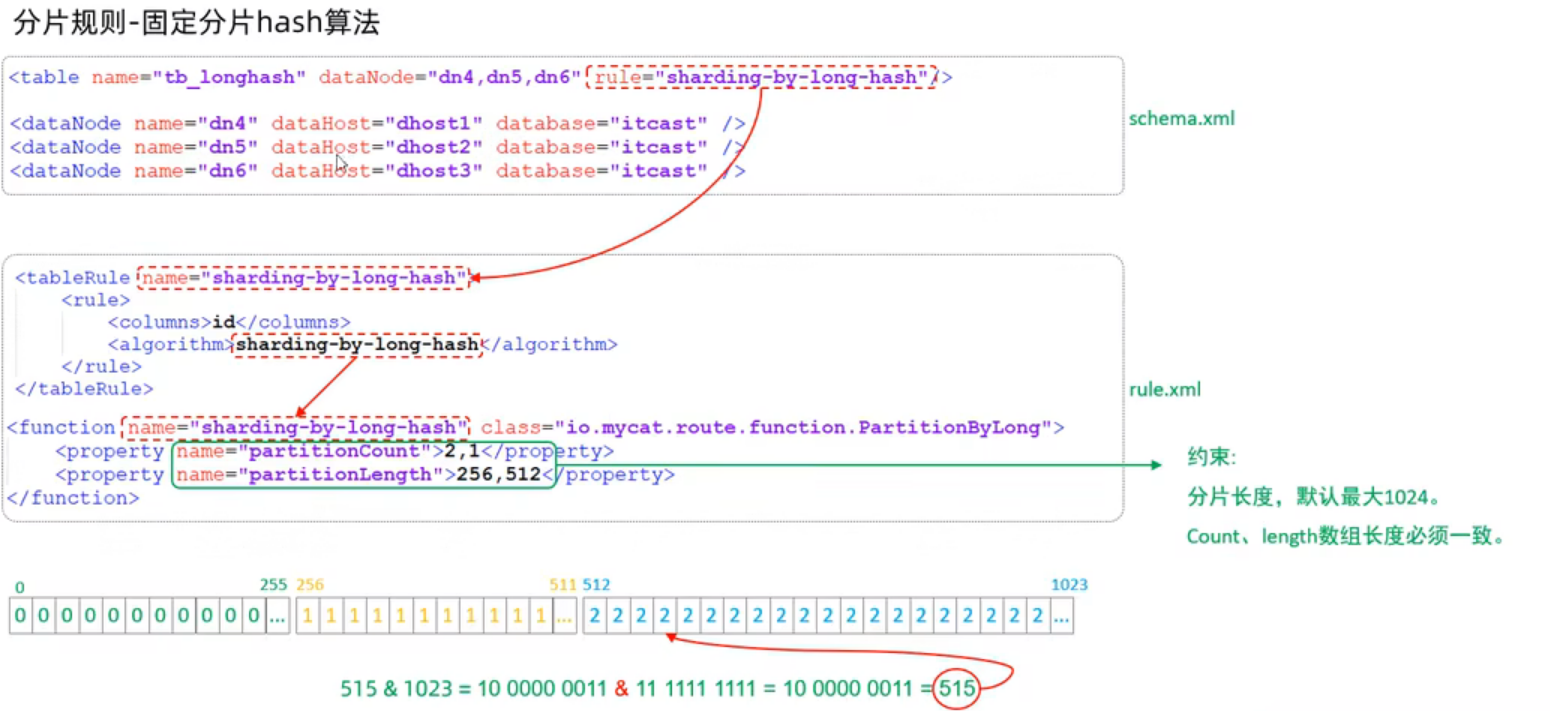 分片规则-固定分片hash算法
<table name="tb_longhash" dataNode="dn4,dn5,dn6" rule="sharding-by-long-hash"/>
<dataNode name="dn4" dataHost="dhost1" database="itcast" />
<dataNode name="dn5" dataHost="dhost2" database="itcast" />
<dataNode name="dn6" dataHost="dhost3" database="itcast" />
schema.xml
<tableRule name="sharding-by-long-hash">
<rule>
<columns>id</columns>
<algorithm>sharding-by-long-hash</algorithm>
</rule>
</tableRule>
<function name="sharding-by-long-hash" class="io.mycat.route.function.PartitionByLong">
<property name="partitionCount">2,1</property>
<property name="partitionLength">256,512</property>
</function>
rule.xml
约束:
分片长度，默认最大1024。
Count、length数组长度必须一致。
0 255 256 511 512 1023
0 0 0 0 0 0 0 0 0 0 0 ... 1 1 1 1 1 1 1 1 1 1 1 ... 2 2 2 2 2 2 2 2 2 2 2 2 2 2 2 2 2 2 2 2 ...
515 & 1023 = 10 0000 0011 & 11 1111 1111 = 10 0000 0011 = 515